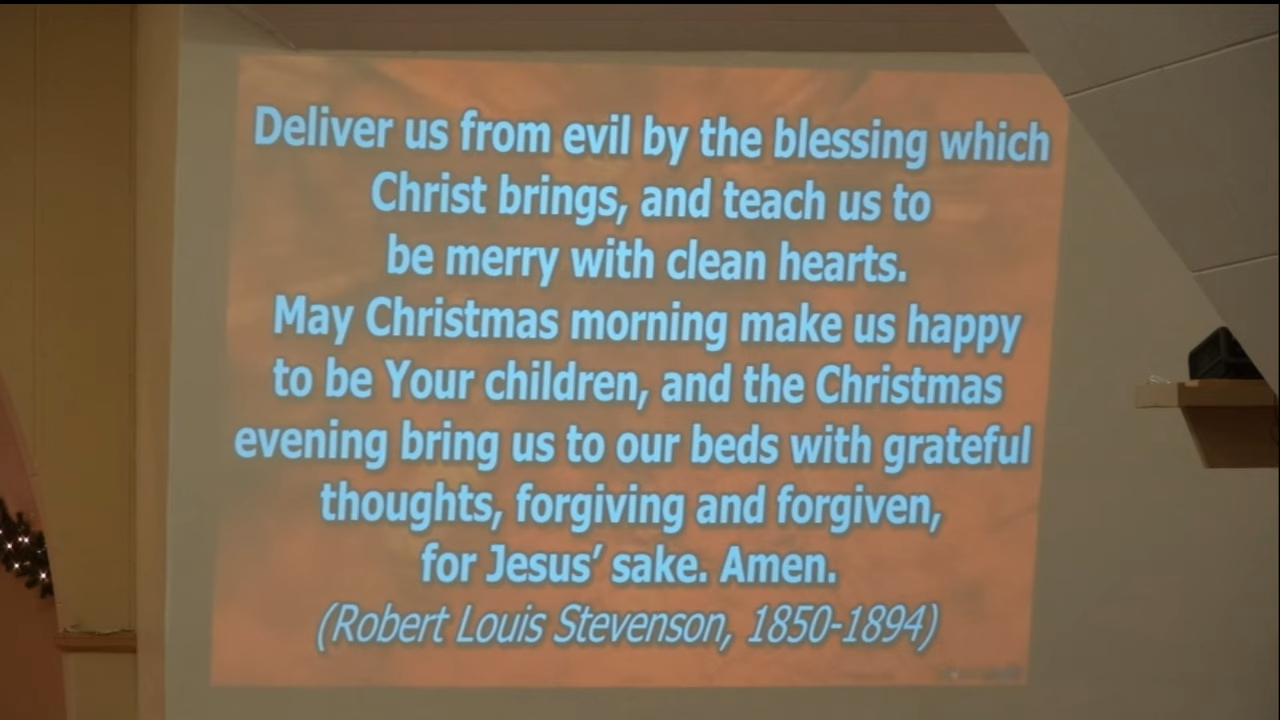 Deliver us from evil by the blessing which
Christ brings, and teach us to
be merry with clean hearts.
May Christmas morning make us happy
to be Your children, and the Christmas
evening bring us to our beds with grateful
thoughts, forgiving and forgiven,
for Jesus’ sake. Amen.
(Robert Louis Stevenson, 1850-1894)